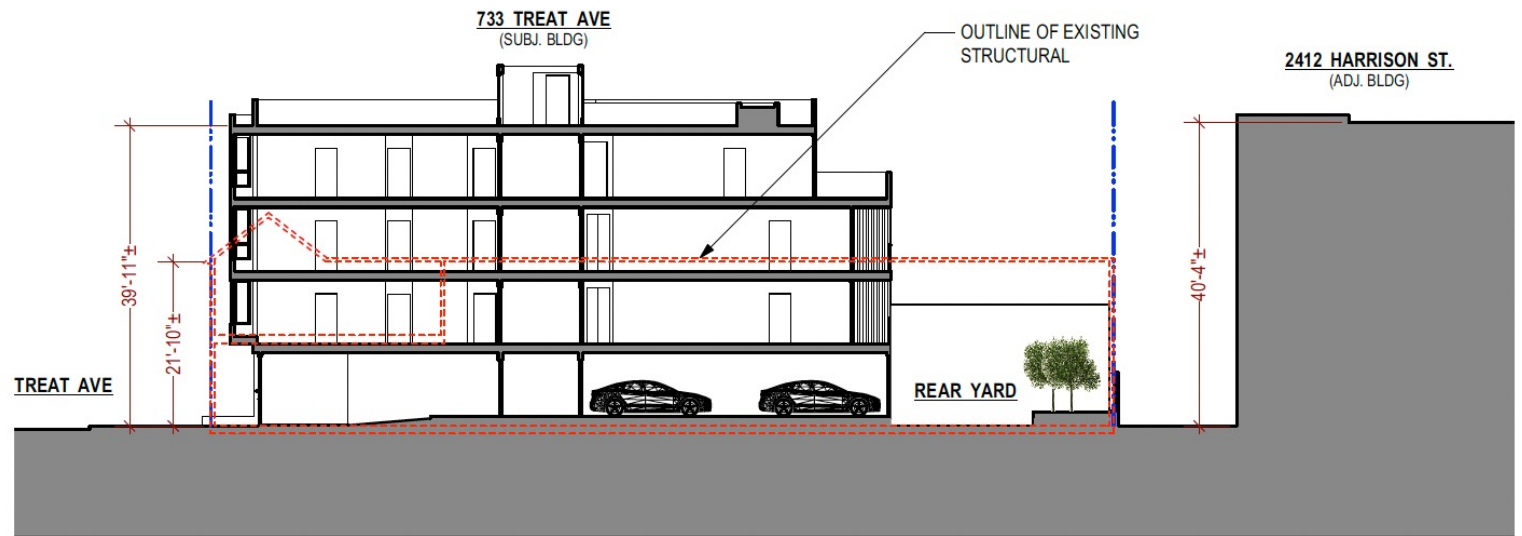 733 TREAT AVE
(SUBJ. BLDG)
OUTLINE OF EXISTING
STRUCTURAL
2412 HARRISON ST.
(ADJ. BLDG)
39'-11"±
21'-10"±
40'-4"±
TREAT AVE
REAR YARD